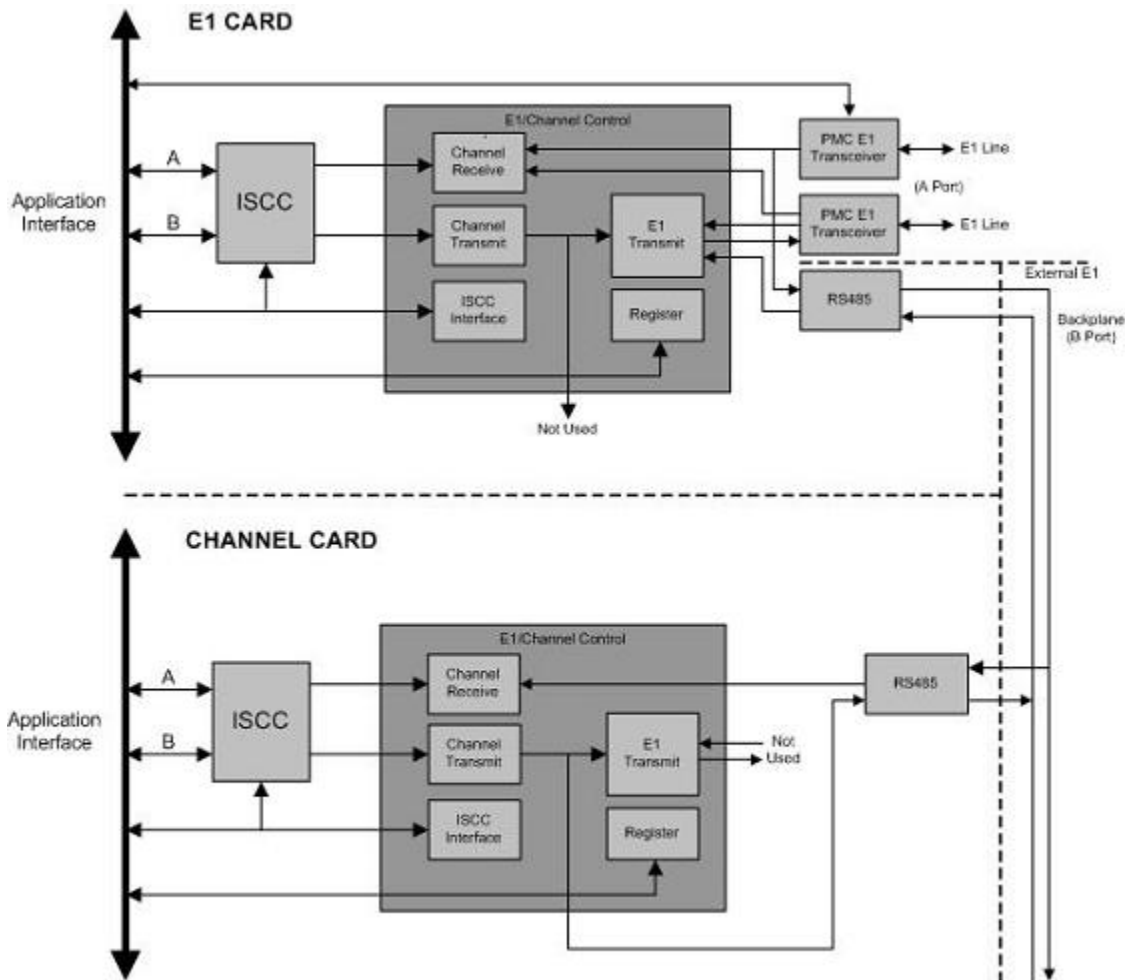 E1 CARD
E1/Channel Control
Channel
Receive
PMC E1
Transceiver
E1 Line
A
(A Port)
Application
Interface
ISCC
B
Channel
Transmit
E1
Transmit
PMC E1
Transceiver
E1 Line
External E1
ISCC
Interface
Register
RS485
Backplane
(B Port)
Not Used
CHANNEL CARD
E1/Channel Control
A
Channel
Receive
RS485
Application
Interface
ISCC
B
Channel
Transmit
E1
Transmit
Not
Used
ISCC
Interface
Register